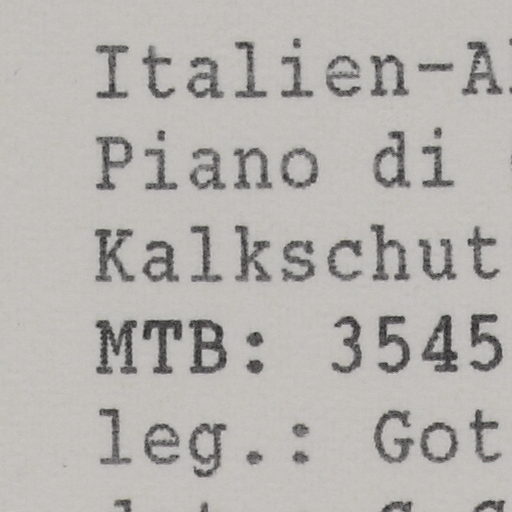 Italien-A
Piano di
Kalkschut
MTB: 3545
leg.: Got